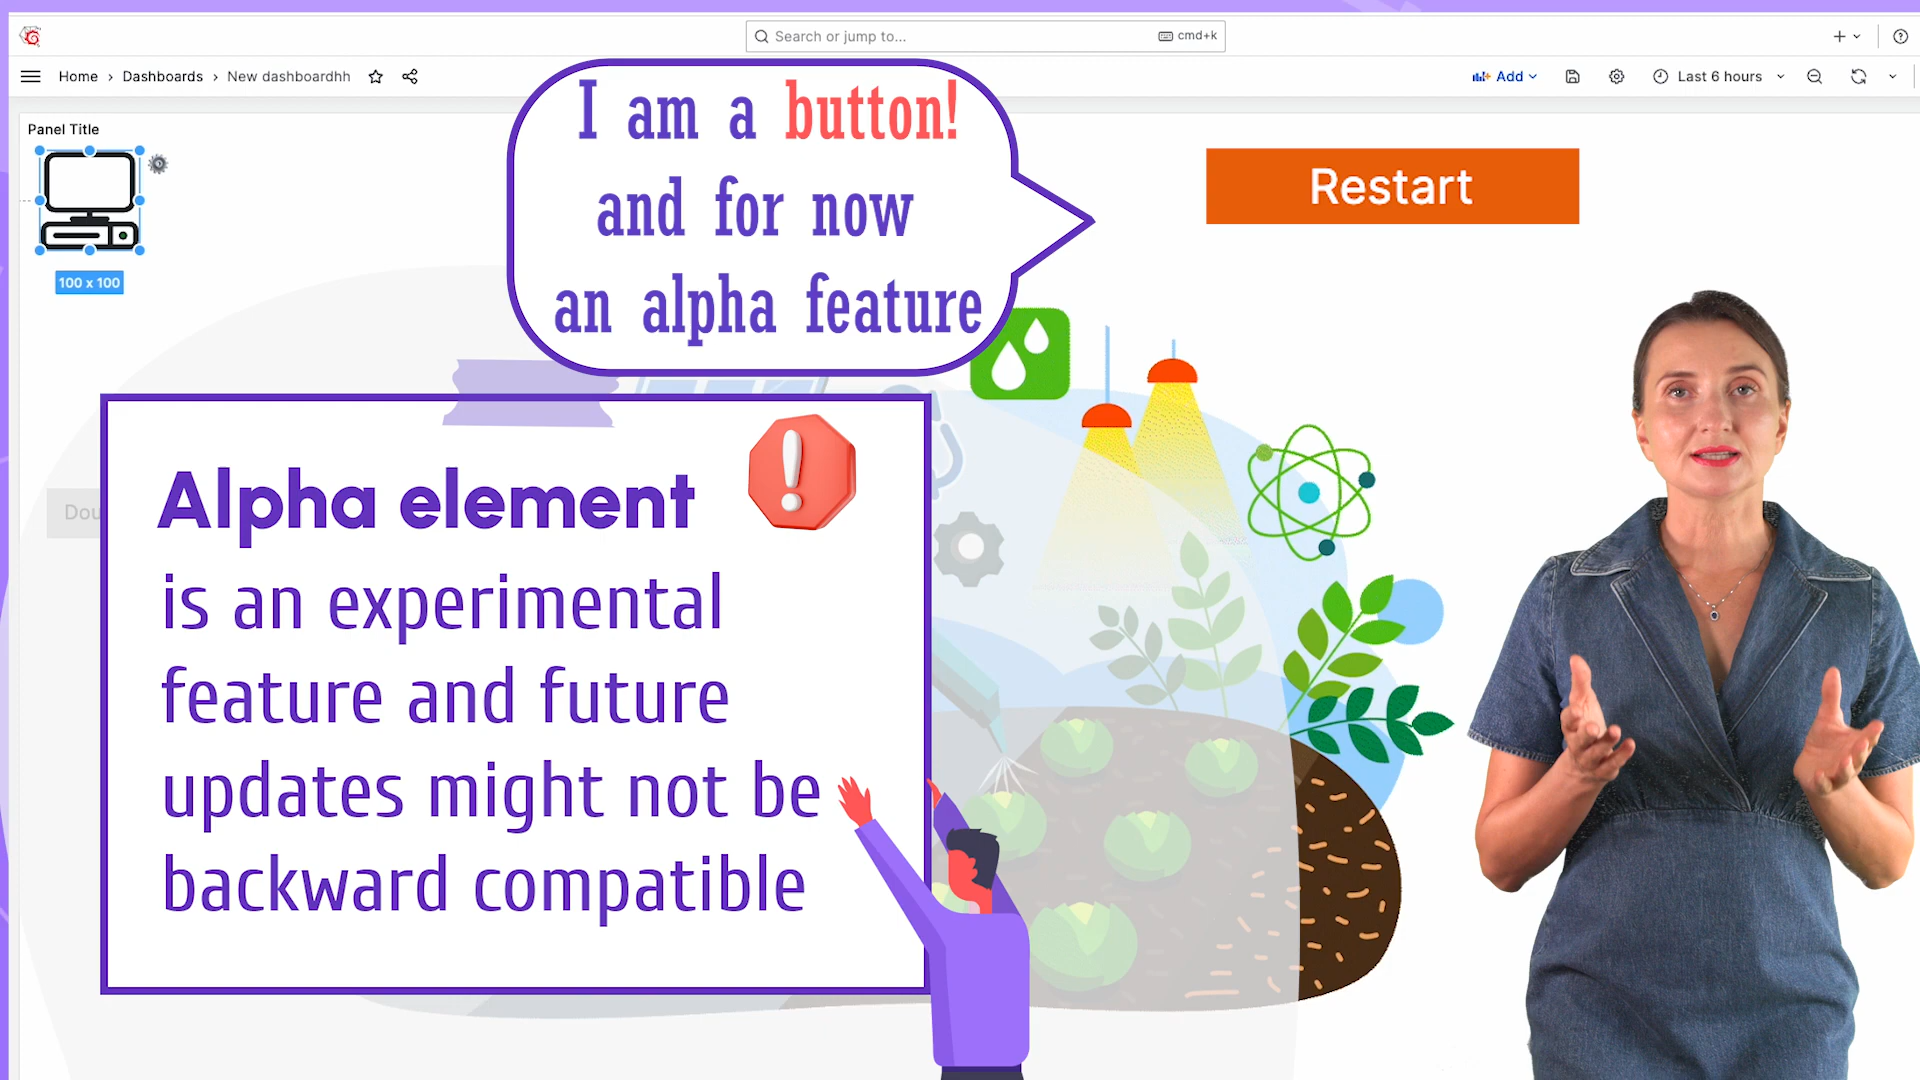 Search or jump to...
cmd+k
Home › Dashboards › New dashboardhh
Add
Last 6 hours
Panel Title
100 x 100
I am a button!
and for now
an alpha feature
Restart
Dou
Alpha element
is an experimental
feature and future
updates might not be
backward compatible